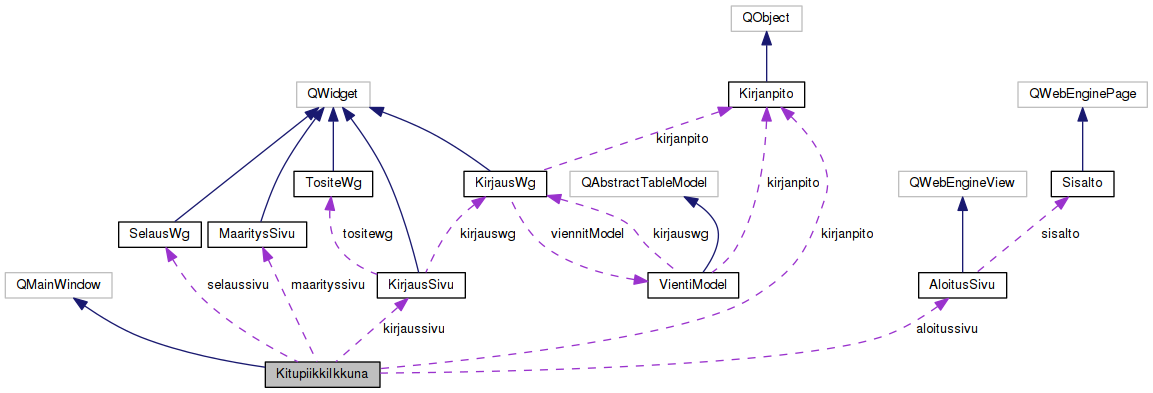 QObject
QWidget
Kirjanpito
QWebEnginePage
kirjanpito
TositeWg
KirjausWg
QAbstractTableModel
kirjanpito
QWebEngineView
Sisalto
SelausWg
MaaritysSivu
tositewg
kirjauswg
viennitModel
kirjauswg
kirjanpito
sisalto
QMainWindow
selaussivu
maarityssivu
KirjausSivu
VientiModel
AloitusSivu
kirjaussivu
aloitussivu
KitupiikkiIkkuna